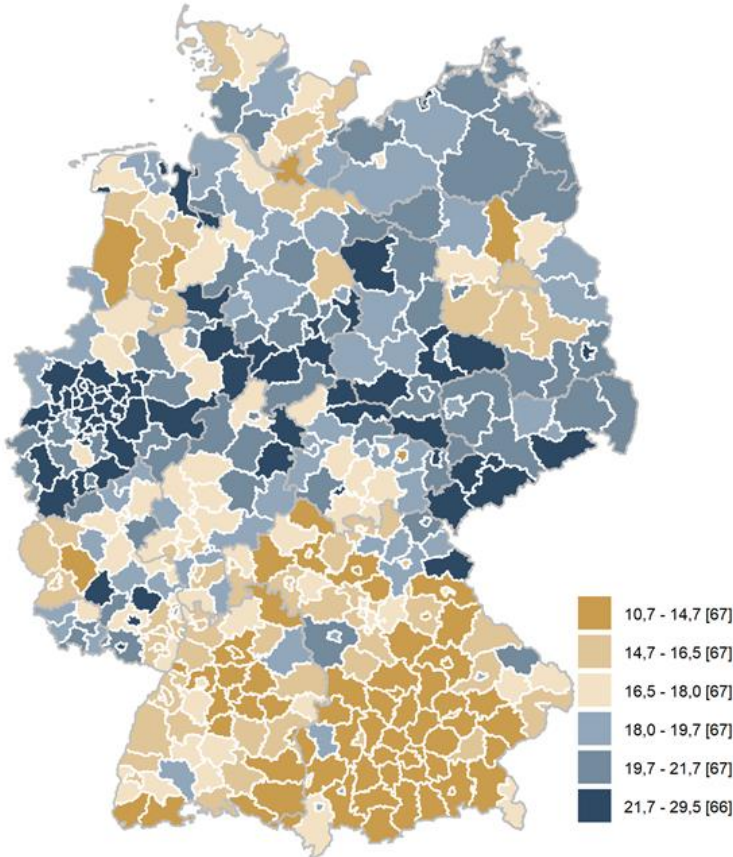 10,7 - 14,7 [67]
14,7 - 16,5 [67]
16,5 - 18,0 [67]
18,0 - 19,7 [67]
19,7 - 21,7 [67]
21,7 - 29,5 [66]